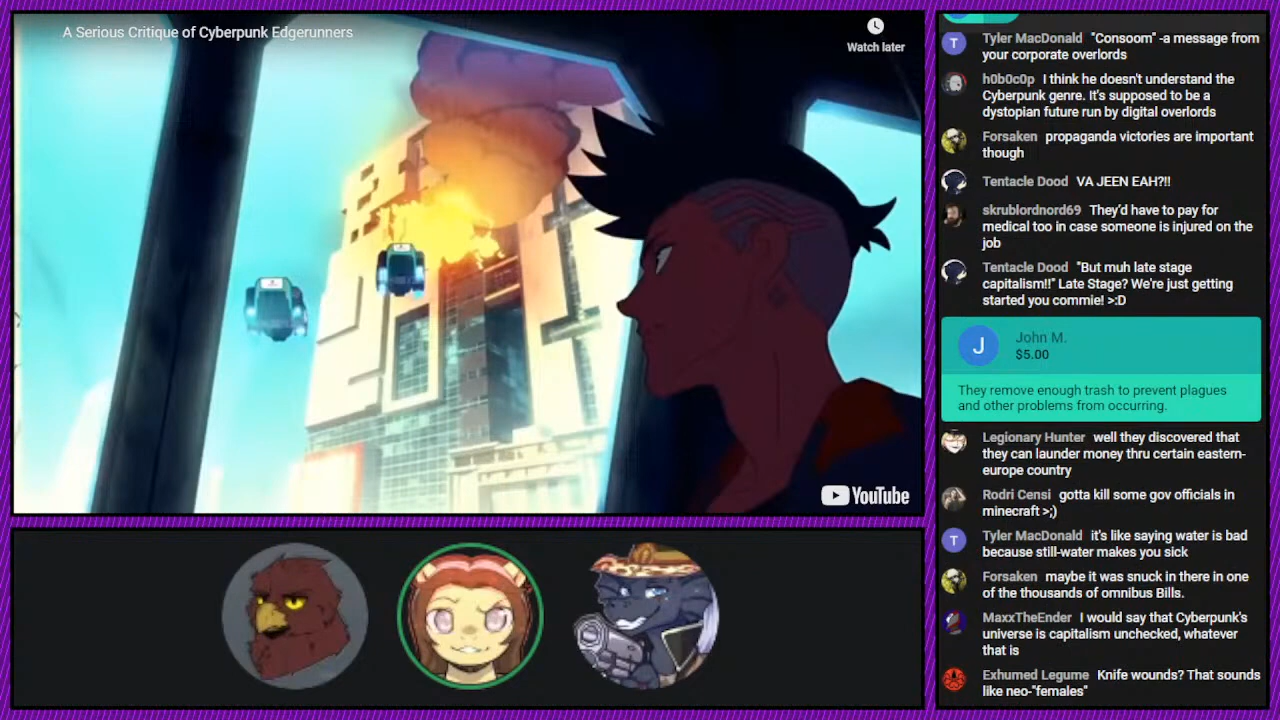 A Serious Critique of Cyberpunk Edgerunners
Watch later
YouTube
T Tyler MacDonald "Consoom" -a message from
your corporate overlords
h0b0c0p I think he doesn't understand the
Cyberpunk genre. It's supposed to be a
dystopian future run by digital overlords
Forsaken propaganda victories are important
though
Tentacle Dood VA JEEN EAH?!!
skrublordnord69 They'd have to pay for
medical too in case someone is injured on the
job
Tentacle Dood "But muh late stage
capitalism!!" Late Stage? We're just getting
started you commie! >:D
J John M.
$5.00
They remove enough trash to prevent plagues
and other problems from occurring.
Legionary Hunter well they discovered that
they can launder money thru certain eastern-
europe country
Rodri Censi gotta kill some gov officials in
minecraft >;)
T Tyler MacDonald it's like saying water is bad
because still-water makes you sick
Forsaken maybe it was snuck in there in one
of the thousands of omnibus Bills.
MaxxTheEnder I would say that Cyberpunk's
universe is capitalism unchecked, whatever
that is
Exhumed Legume Knife wounds? That sounds
like neo-"females"